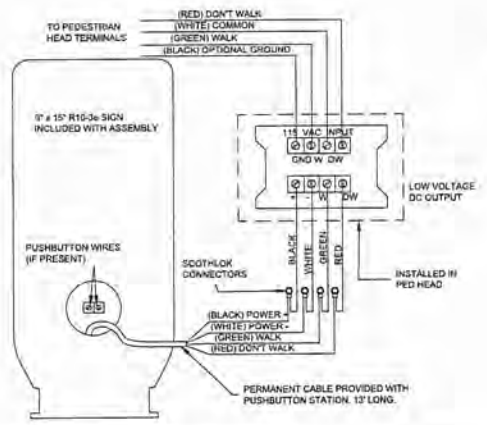 (RED) DON'T WALK
(WHITE) COMMON
(GREEN) WALK
(BLACK) OPTIONAL GROUND
TO PEDESTRIAN
HEAD TERMINALS
9" x 15" R10-3e SIGN
INCLUDED WITH ASSEMBLY
115 VAC INPUT
GND W DW
+ - W DW
LOW VOLTAGE
DC OUTPUT
BLACK
WHITE
GREEN
RED
PUSHBUTTON WIRES
(IF PRESENT)
SCOTHLOK
CONNECTORS
INSTALLED IN
PED HEAD
(BLACK) POWER +
(WHITE) POWER -
(GREEN) WALK
(RED) DON'T WALK
PERMANENT CABLE PROVIDED WITH
PUSHBUTTON STATION. 13' LONG.